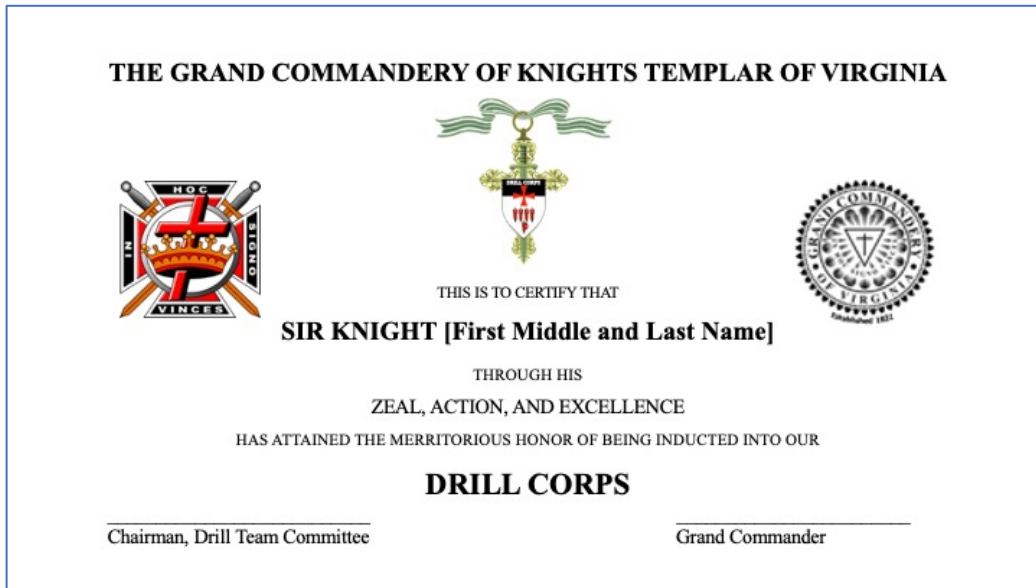 THE GRAND COMMANDERY OF KNIGHTS TEMPLAR OF VIRGINIA
DRILL CORPS
HOC
IN
SIGNO
VINCES
GRAND COMMANDERY
OF VIRGINIA
Established 1823
THIS IS TO CERTIFY THAT
SIR KNIGHT [First Middle and Last Name]
THROUGH HIS
ZEAL, ACTION, AND EXCELLENCE
HAS ATTAINED THE MERRITORIOUS HONOR OF BEING INDUCTED INTO OUR
DRILL CORPS
Chairman, Drill Team Committee
Grand Commander